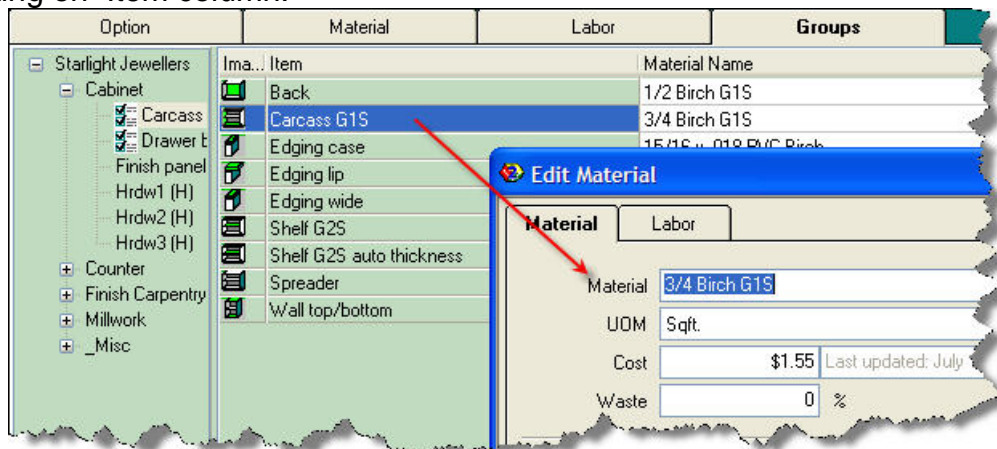 Option Material Labor Groups
Starlight Jewellers
Cabinet
Carcass
Drawer b
Finish panel
Hrdw1 (H)
Hrdw2 (H)
Hrdw3 (H)
Counter
Finish Carpentry
Millwork
_Misc
Ima... Item Material Name
Back 1/2 Birch G1S
Carcass G1S 3/4 Birch G1S
Edging case
Edging lip
Edging wide
Shelf G2S
Shelf G2S auto thickness
Spreader
Wall top/bottom
Edit Material
Material Labor
Material 3/4 Birch G1S
UOM Sqft.
Cost $1.55 Last updated: July
Waste 0 %